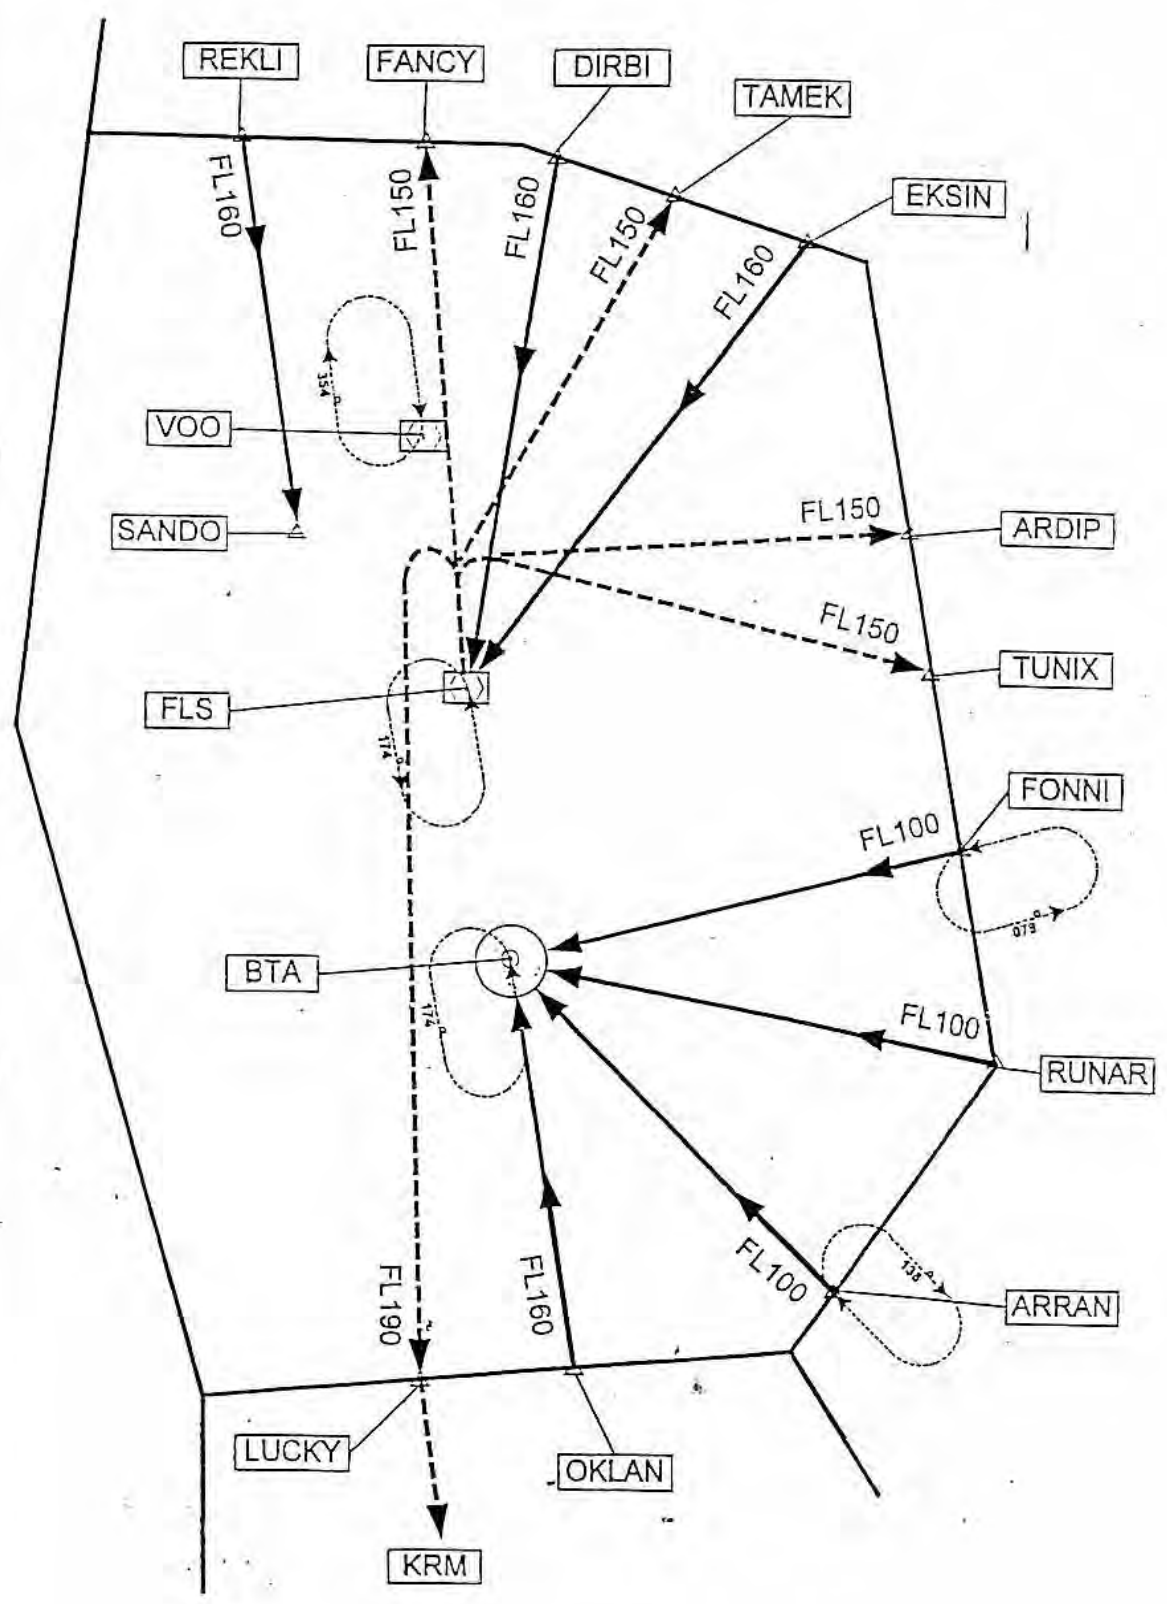 REKLI
FANCY
DIRBI
TAMEK
EKSIN
FL160
FL150
FL160
FL150
FL160
354°
VOO
SANDO
FL150
ARDIP
FL150
TUNIX
FLS
174°
FONNI
FL100
079°
BTA
174°
FL100
RUNAR
FL190
FL160
FL100
138°
ARRAN
LUCKY
OKLAN
KRM